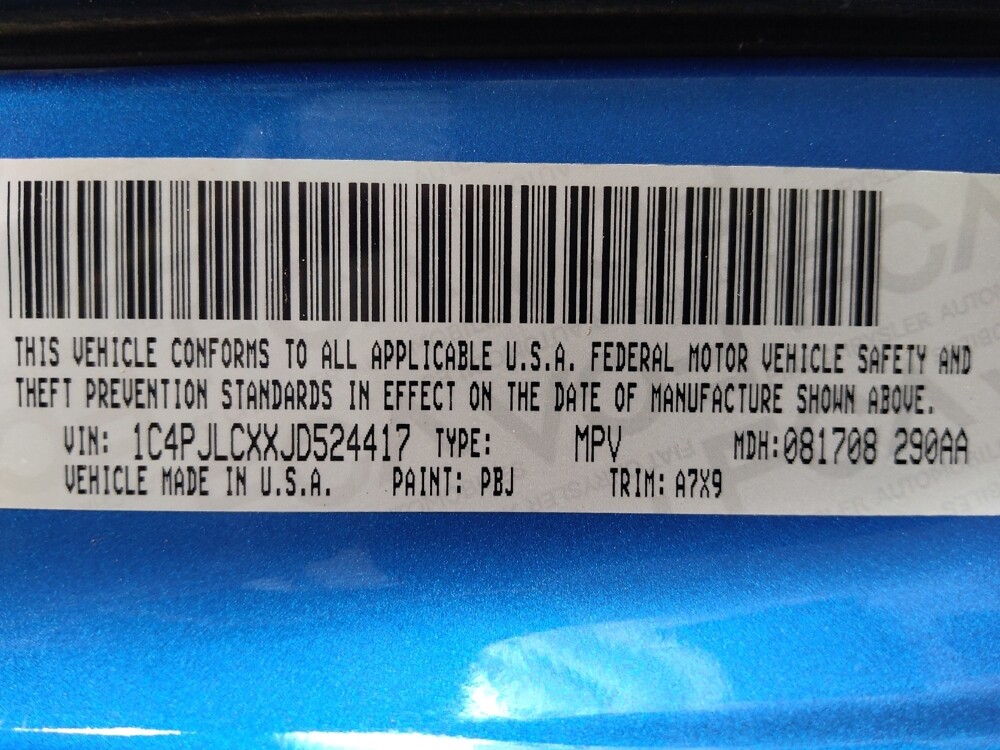 THIS VEHICLE CONFORMS TO ALL APPLICABLE U.S.A. FEDERAL MOTOR VEHICLE SAFETY AND
THEFT PREVENTION STANDARDS IN EFFECT ON THE DATE OF MANUFACTURE SHOWN ABOVE.
VIN: 1C4PJLCXXJD524417 TYPE: MPV MDH:081708 290AA
VEHICLE MADE IN U.S.A. PAINT: PBJ TRIM: A7X9